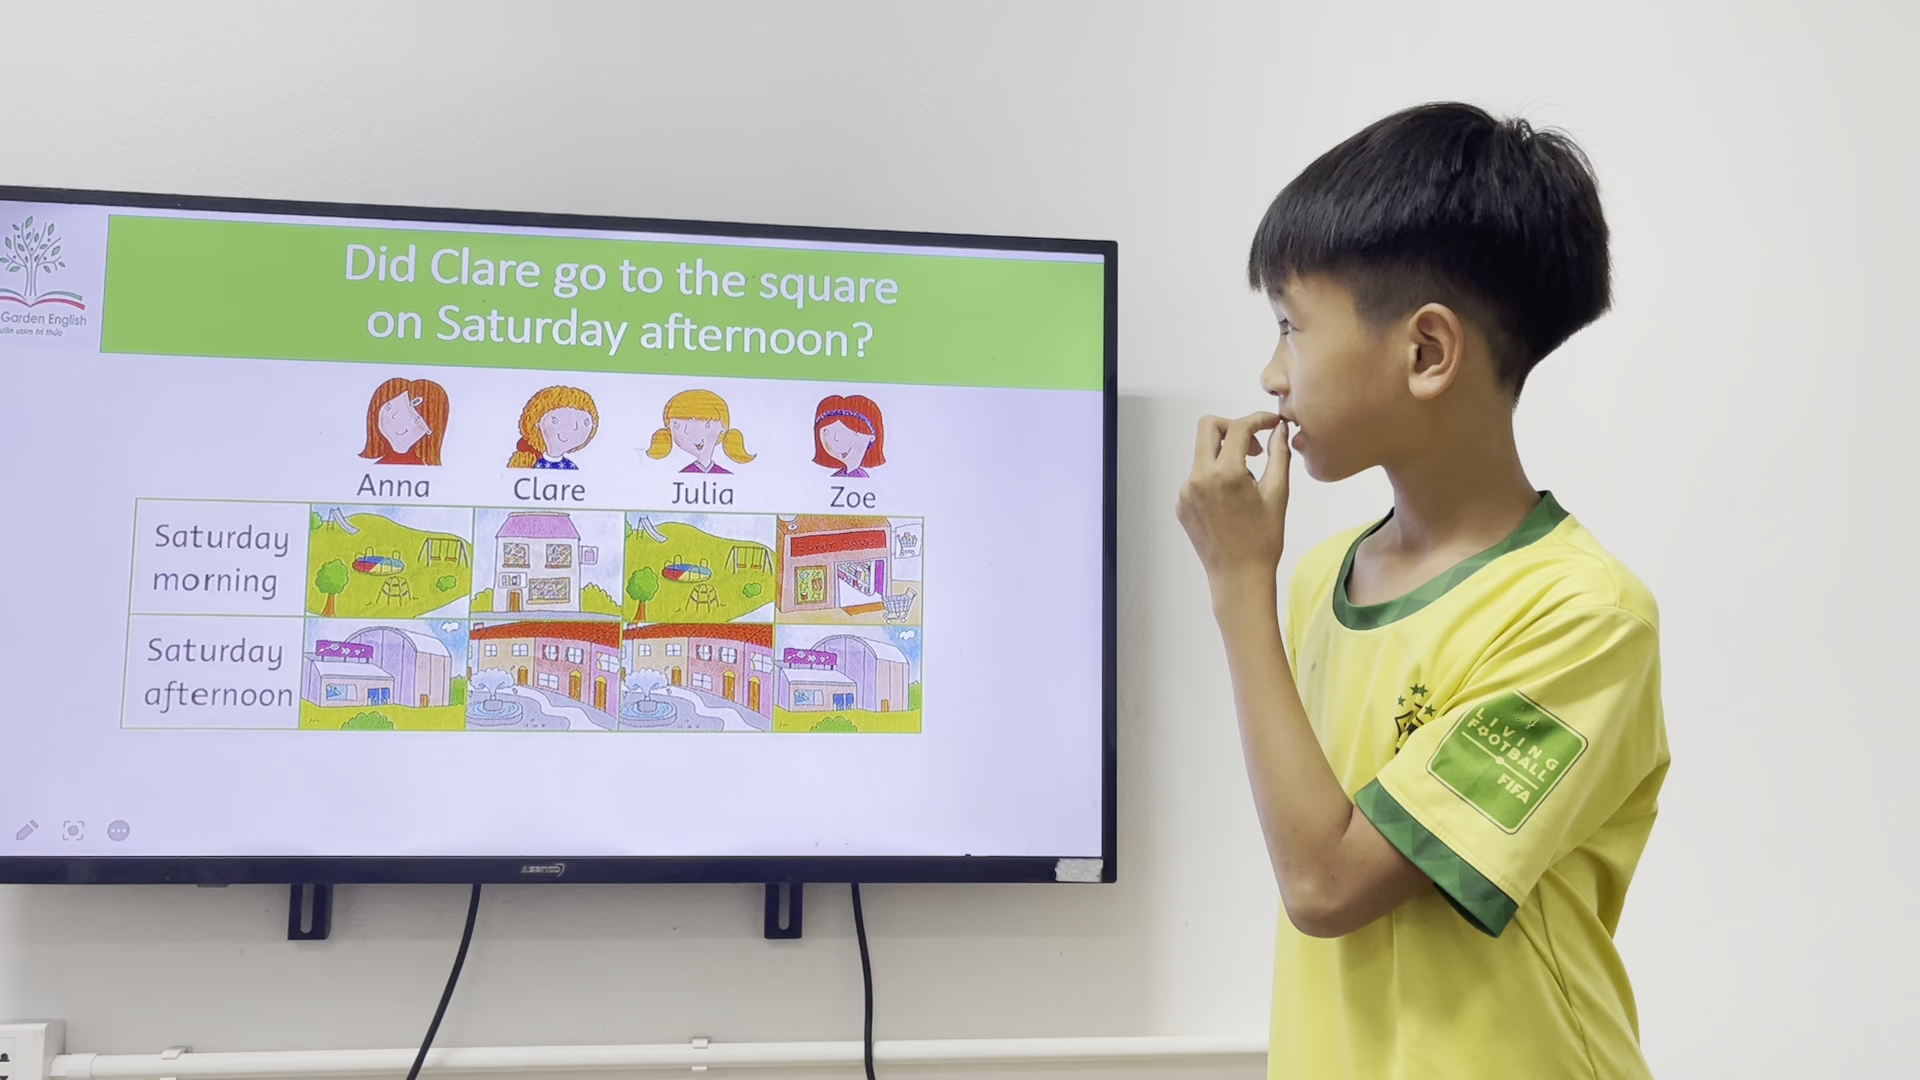 Garden English
Did Clare go to the square
on Saturday afternoon?
Anna
Clare
Julia
Zoe
Saturday
morning
Saturday
afternoon
LIVING
FOOTBALL
FIFA